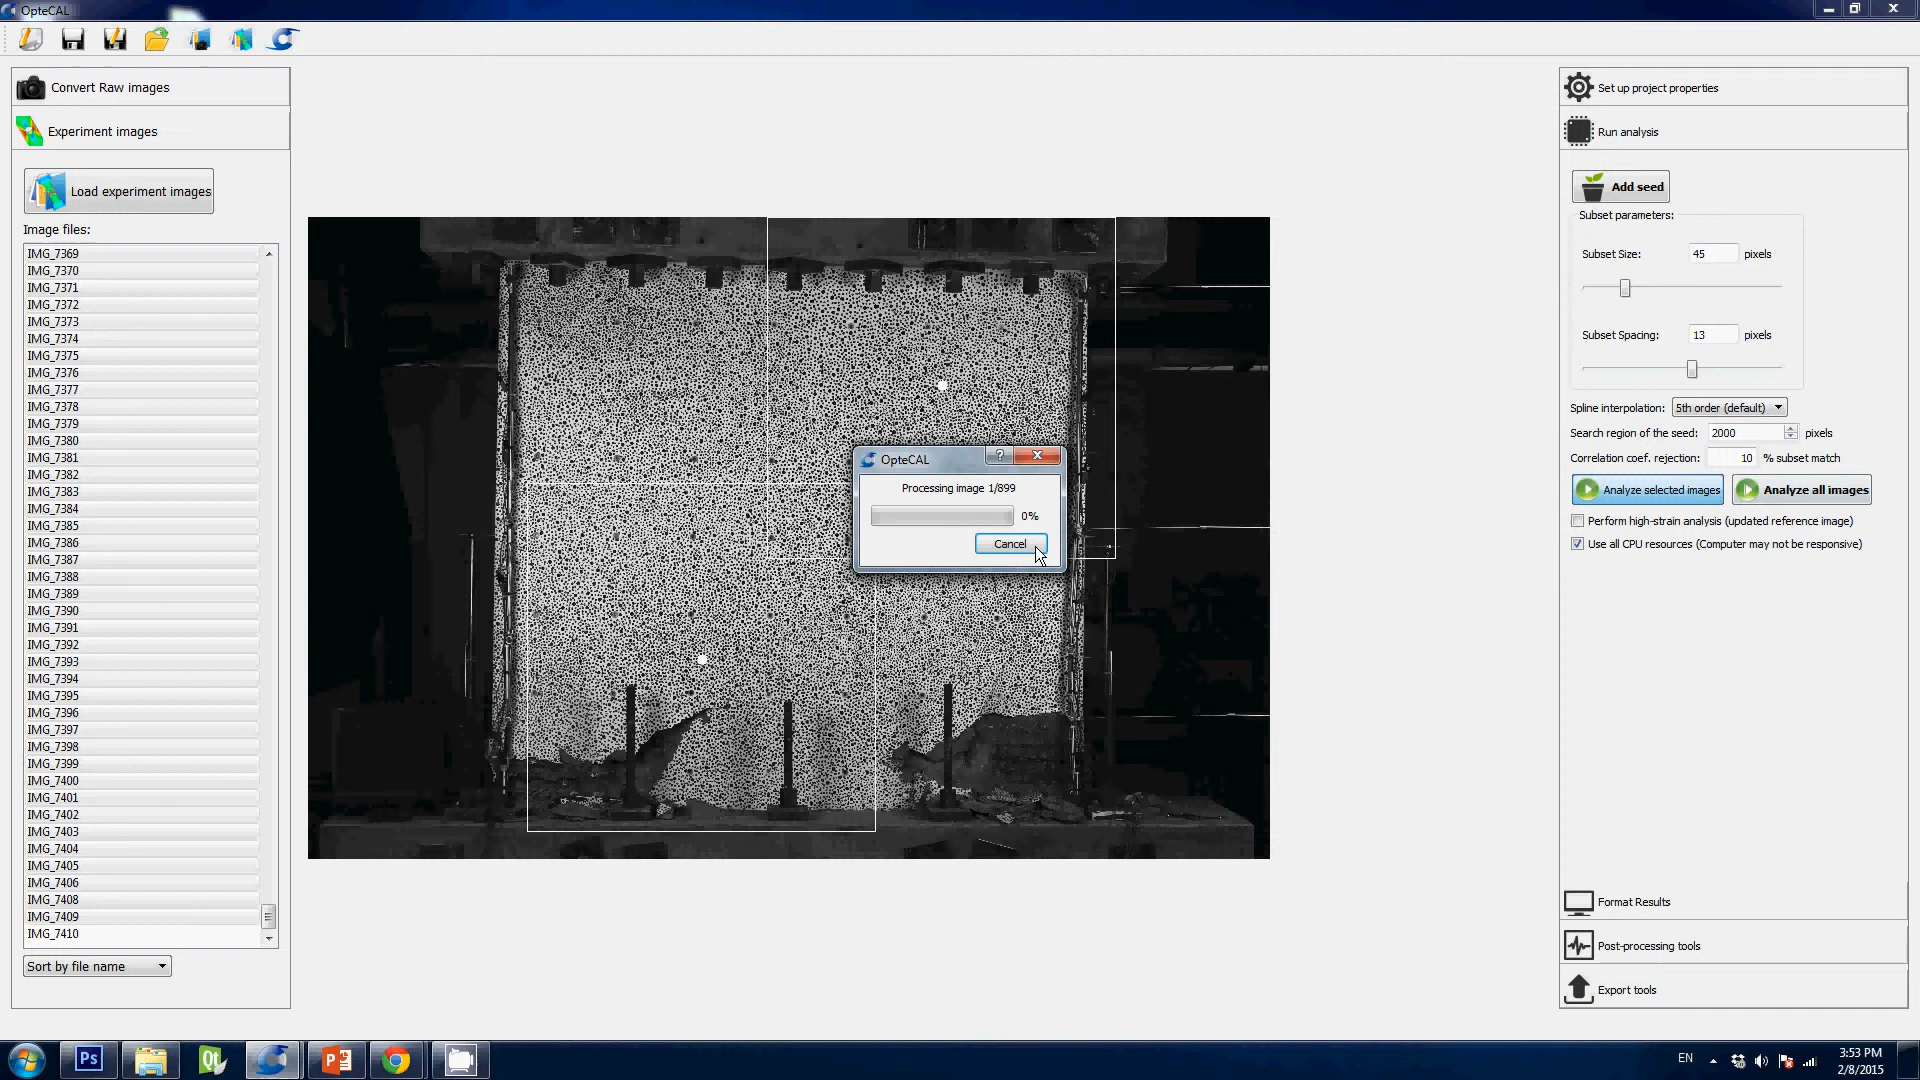 OpteCAL
Convert Raw images
Experiment images
Load experiment images
Image files:
IMG_7369
IMG_7370
IMG_7371
IMG_7372
IMG_7373
IMG_7374
IMG_7375
IMG_7376
IMG_7377
IMG_7378
IMG_7379
IMG_7380
IMG_7381
IMG_7382
IMG_7383
IMG_7384
IMG_7385
IMG_7386
IMG_7387
IMG_7388
IMG_7389
IMG_7390
IMG_7391
IMG_7392
IMG_7393
IMG_7394
IMG_7395
IMG_7396
IMG_7397
IMG_7398
IMG_7399
IMG_7400
IMG_7401
IMG_7402
IMG_7403
IMG_7404
IMG_7405
IMG_7406
IMG_7408
IMG_7409
IMG_7410
Sort by file name
OpteCAL
?
Processing image 1/899
0%
Cancel
Set up project properties
Run analysis
Add seed
Subset parameters:
Subset Size: 45 pixels
Subset Spacing: 13 pixels
Spline interpolation: 5th order (default)
Search region of the seed: 2000 pixels
Correlation coef. rejection: 10 % subset match
Analyze selected images Analyze all images
Perform high-strain analysis (updated reference image)
Use all CPU resources (Computer may not be responsive)
Format Results
Post-processing tools
Export tools
Ps
Qt
P
EN
3:53 PM
2/8/2015